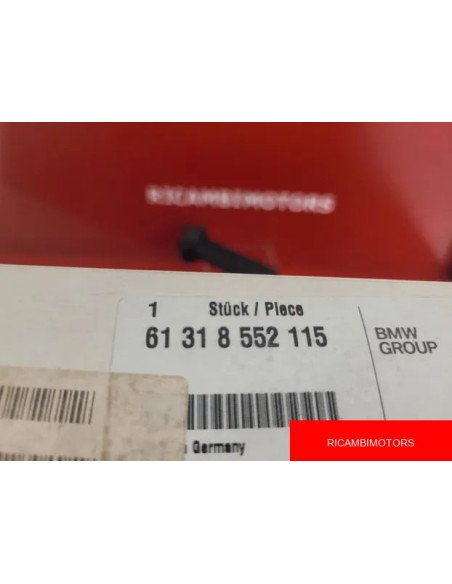 RICAMBIMOTORS
1 Stück / Piece
61 31 8 552 115
BMW
GROUP
Germany
RICAMBIMOTORS